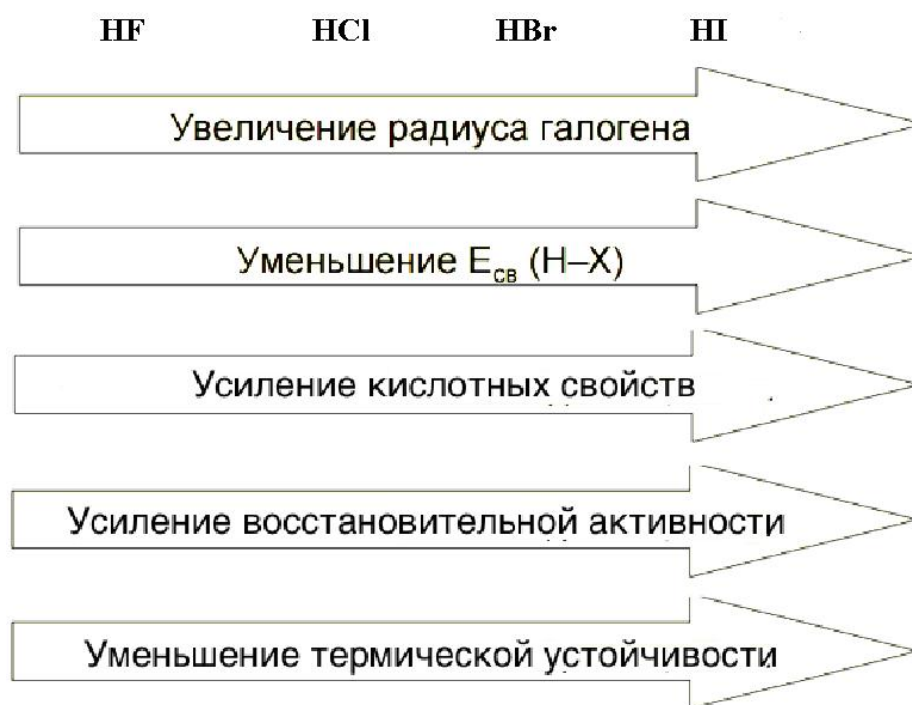 HF HCl HBr HI
Увеличение радиуса галогена
Уменьшение Eсв (H–X)
Усиление кислотных свойств
Усиление восстановительной активности
Уменьшение термической устойчивости